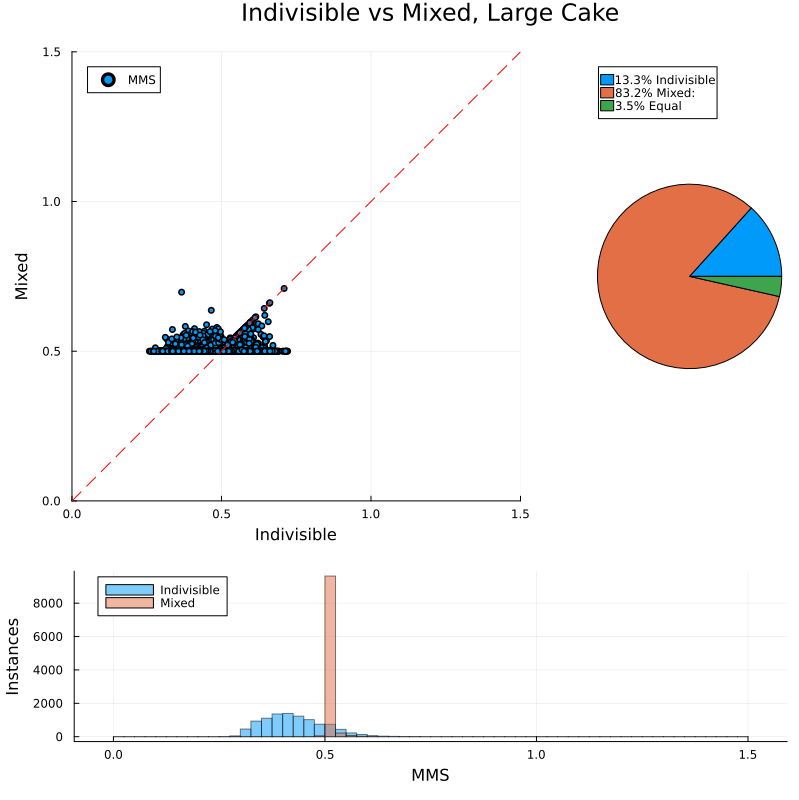 Indivisible vs Mixed, Large Cake
1.5
1.0
0.5
0.0
Mixed
MMS
0.0 0.5 1.0 1.5
Indivisible
13.3% Indivisible
83.2% Mixed:
3.5% Equal
Instances
8000
6000
4000
2000
0
Indivisible
Mixed
0.0 0.5 1.0 1.5
MMS